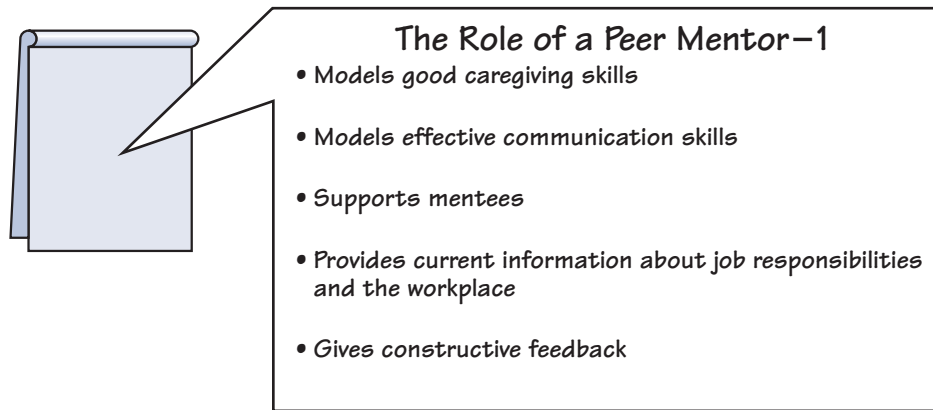 The Role of a Peer Mentor–1
• Models good caregiving skills
• Models effective communication skills
• Supports mentees
• Provides current information about job responsibilities
and the workplace
• Gives constructive feedback